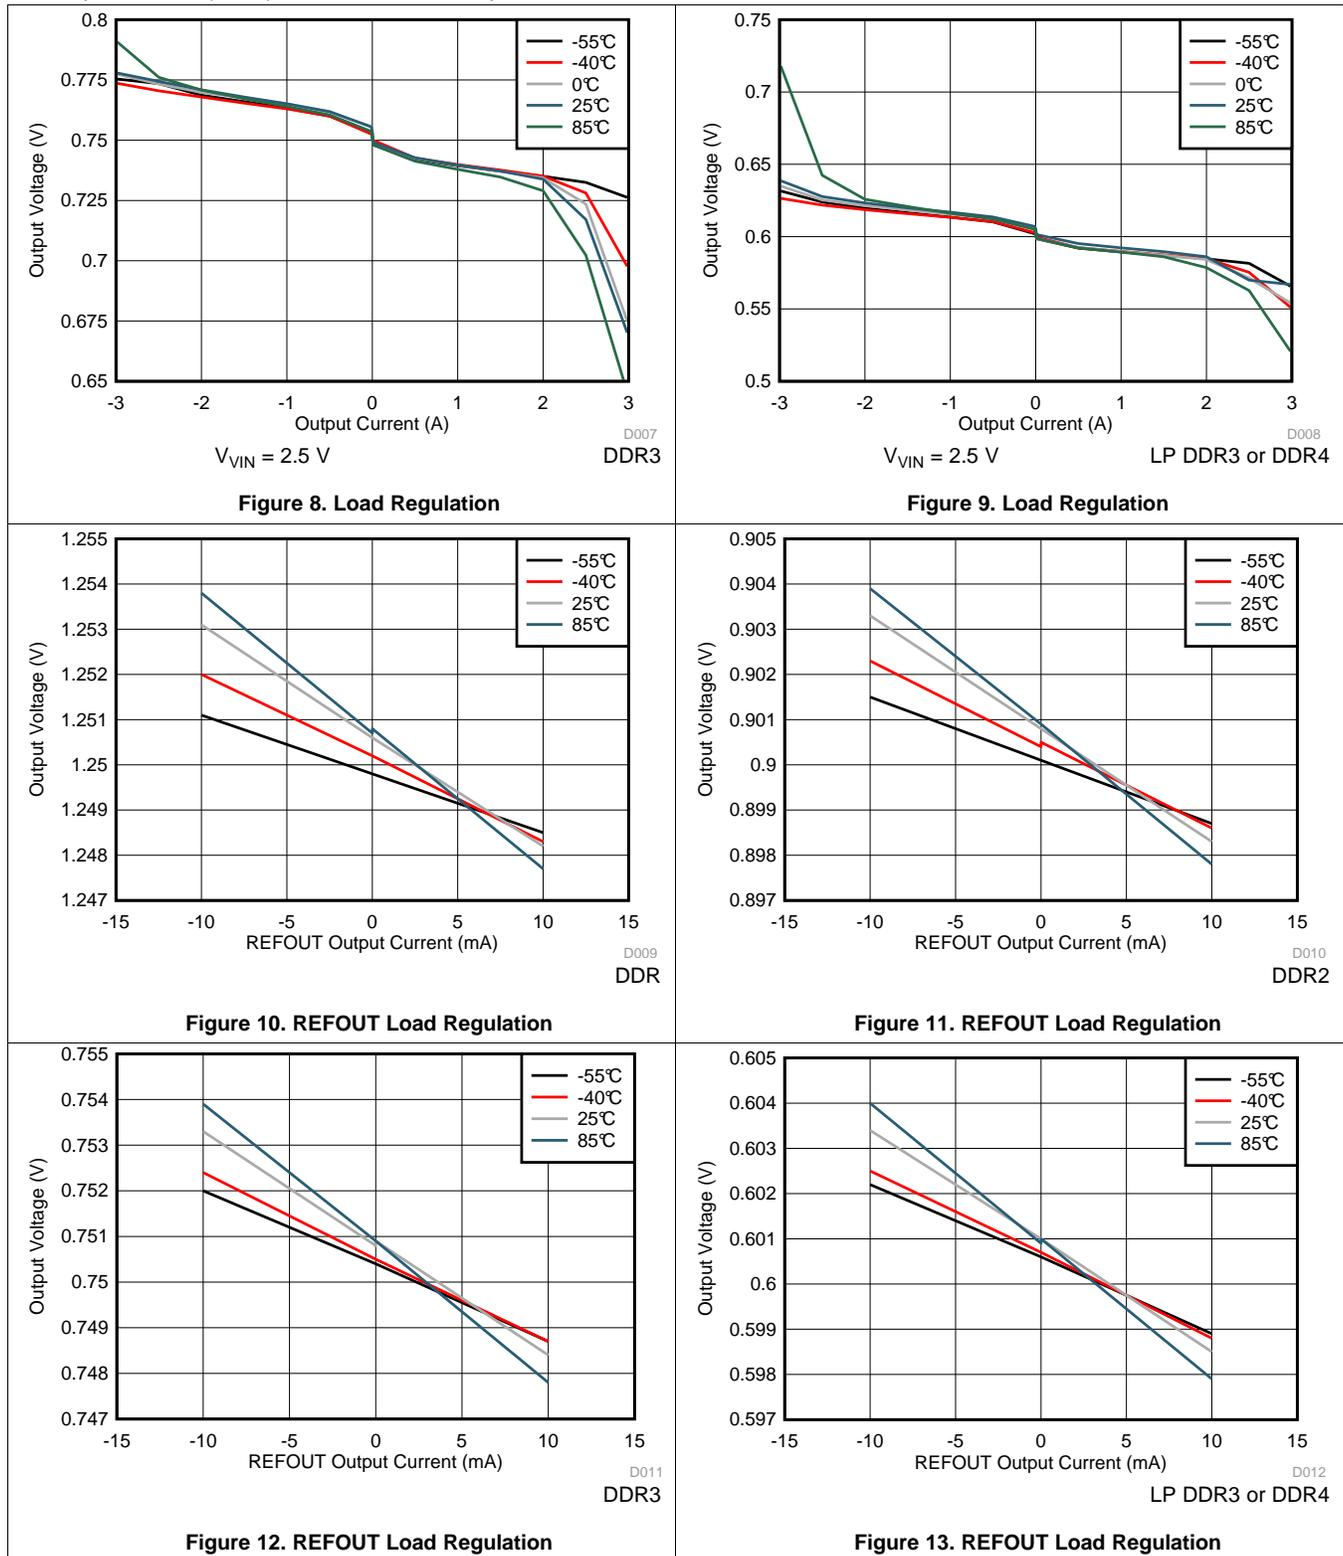 0.8
0.775
0.75
0.725
0.7
0.675
0.65
Output Voltage (V)
-3 -2 -1 0 1 2 3
Output Current (A)
-55°C
-40°C
0°C
25°C
85°C
D007
VVIN = 2.5 V DDR3
Figure 8. Load Regulation
0.75
0.7
0.65
0.6
0.55
0.5
Output Voltage (V)
-3 -2 -1 0 1 2 3
Output Current (A)
-55°C
-40°C
0°C
25°C
85°C
D008
VVIN = 2.5 V LP DDR3 or DDR4
Figure 9. Load Regulation
1.255
1.254
1.253
1.252
1.251
1.25
1.249
1.248
1.247
Output Voltage (V)
-15 -10 -5 0 5 10 15
REFOUT Output Current (mA)
-55°C
-40°C
25°C
85°C
D009
DDR
Figure 10. REFOUT Load Regulation
0.905
0.904
0.903
0.902
0.901
0.9
0.899
0.898
0.897
Output Voltage (V)
-15 -10 -5 0 5 10 15
REFOUT Output Current (mA)
-55°C
-40°C
25°C
85°C
D010
DDR2
Figure 11. REFOUT Load Regulation
0.755
0.754
0.753
0.752
0.751
0.75
0.749
0.748
0.747
Output Voltage (V)
-15 -10 -5 0 5 10 15
REFOUT Output Current (mA)
-55°C
-40°C
25°C
85°C
D011
DDR3
Figure 12. REFOUT Load Regulation
0.605
0.604
0.603
0.602
0.601
0.6
0.599
0.598
0.597
Output Voltage (V)
-15 -10 -5 0 5 10 15
REFOUT Output Current (mA)
-55°C
-40°C
25°C
85°C
D012
LP DDR3 or DDR4
Figure 13. REFOUT Load Regulation